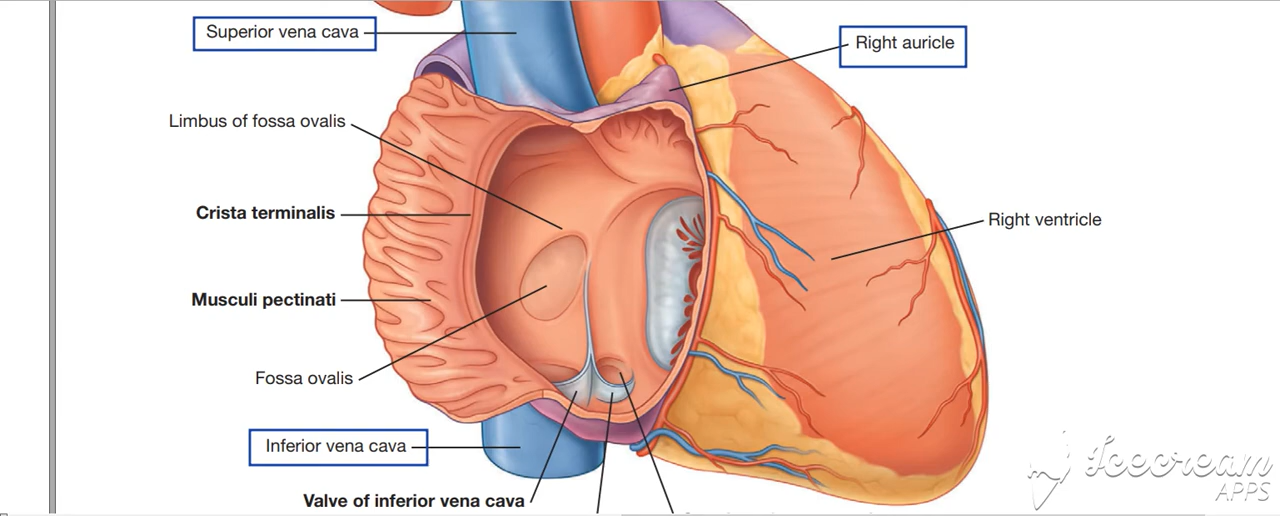 Superior vena cava
Right auricle
Limbus of fossa ovalis
Crista terminalis
Right ventricle
Musculi pectinati
Fossa ovalis
Inferior vena cava
Valve of inferior vena cava
Icecream
APPS